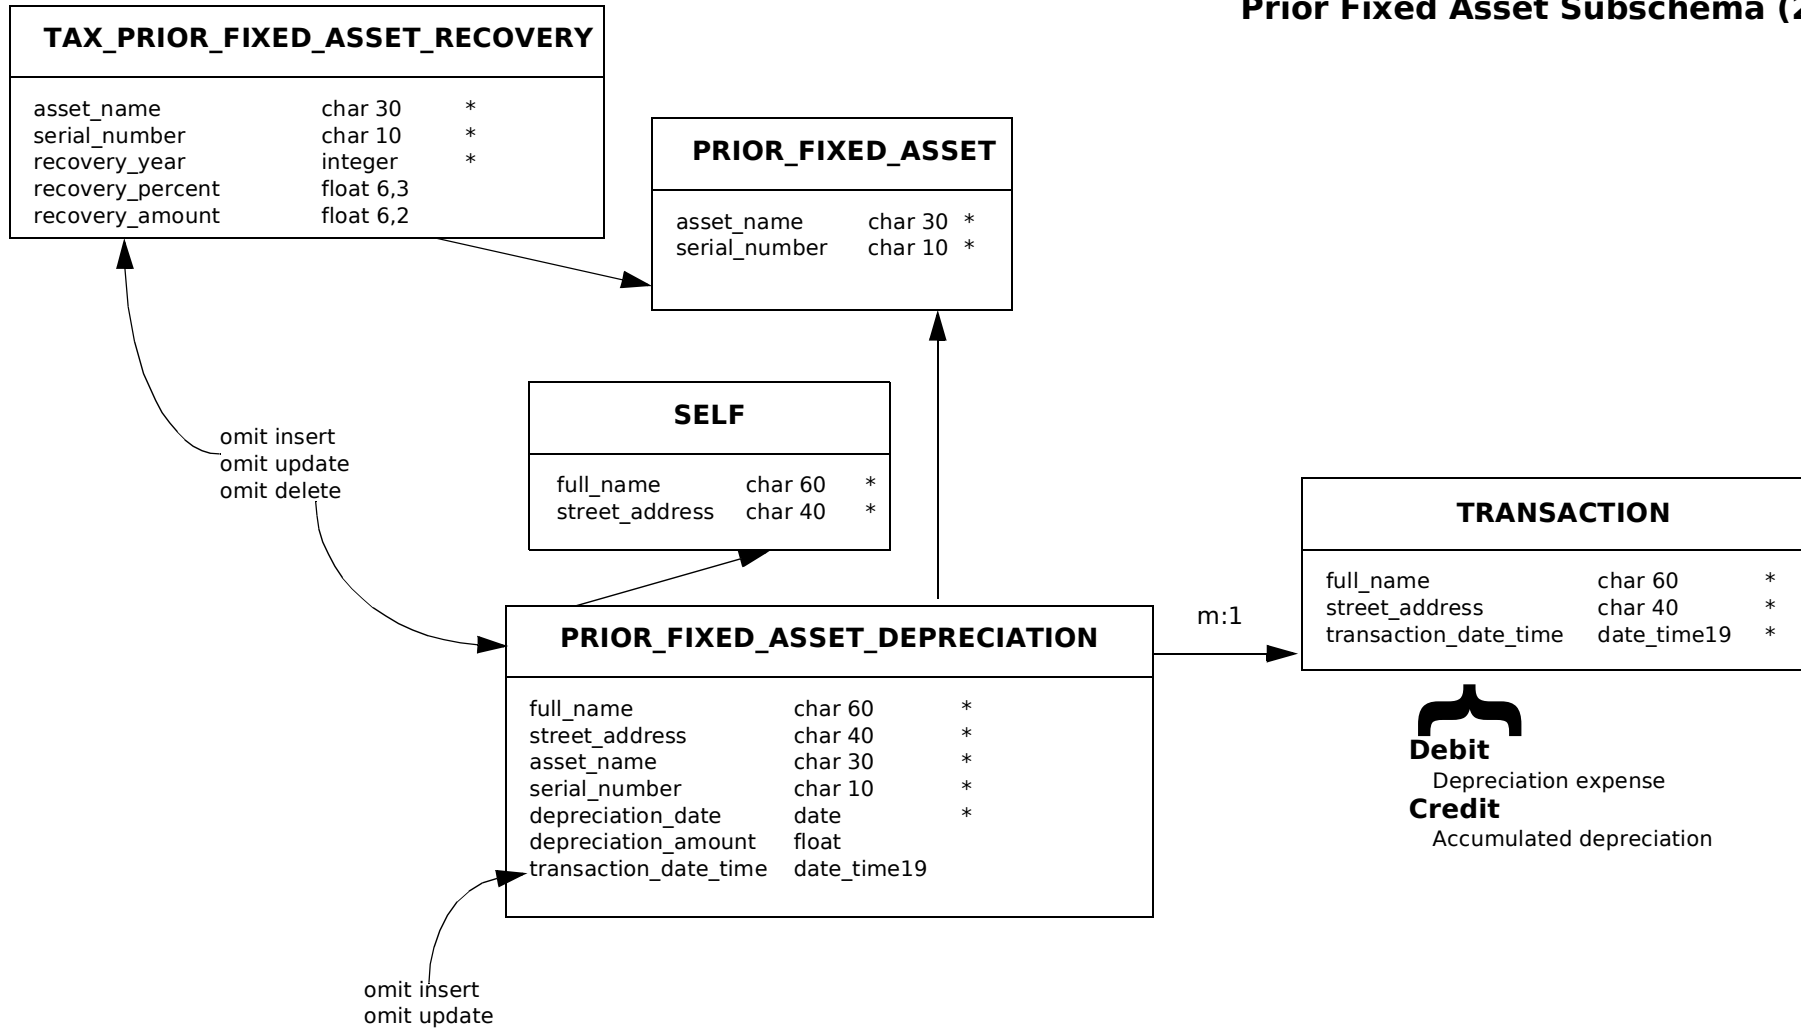 Prior Fixed Asset Subschema (2
TAX_PRIOR_FIXED_ASSET_RECOVERY
asset_name char 30 *
serial_number char 10 *
recovery_year integer *
recovery_percent float 6,3
recovery_amount float 6,2
PRIOR_FIXED_ASSET
asset_name char 30 *
serial_number char 10 *
SELF
full_name char 60 *
street_address char 40 *
omit insert
omit update
omit delete
TRANSACTION
full_name char 60 *
street_address char 40 *
transaction_date_time date_time19 *
m:1
PRIOR_FIXED_ASSET_DEPRECIATION
full_name char 60 *
street_address char 40 *
asset_name char 30 *
serial_number char 10 *
depreciation_date date *
depreciation_amount float
transaction_date_time date_time19
Debit
Depreciation expense
Credit
Accumulated depreciation
omit insert
omit update